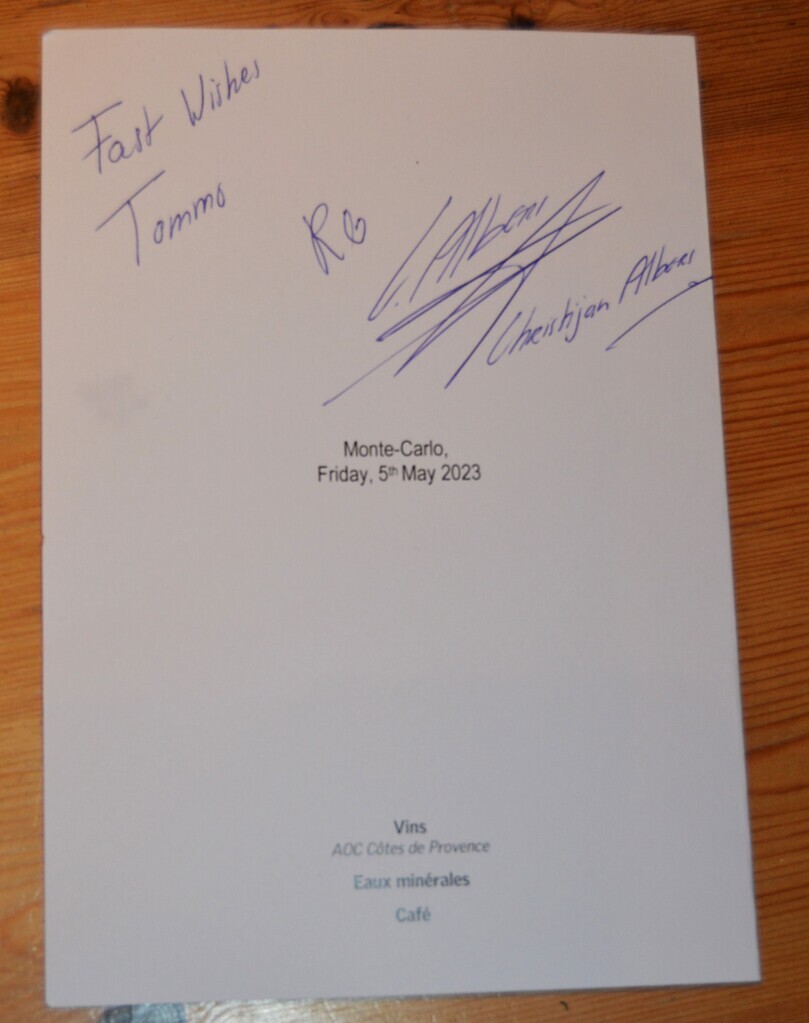 Fast Wishes
Tommo
C. Albers
Christijan Albers
Monte-Carlo,
Friday, 5th May 2023
Vins
AOC Côtes de Provence
Eaux minérales
Café